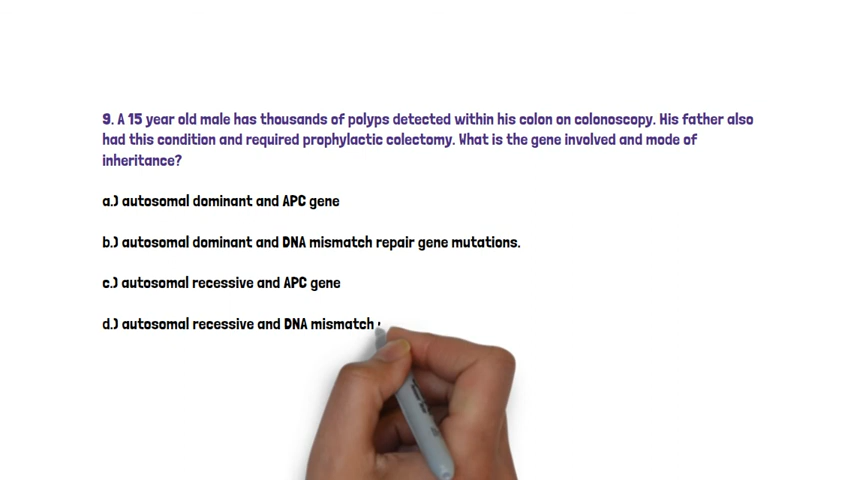 9. A 15 year old male has thousands of polyps detected within his colon on colonoscopy. His father also
had this condition and required prophylactic colectomy. What is the gene involved and mode of
inheritance?
a.) autosomal dominant and APC gene
b.) autosomal dominant and DNA mismatch repair gene mutations.
c.) autosomal recessive and APC gene
d.) autosomal recessive and DNA mismatch